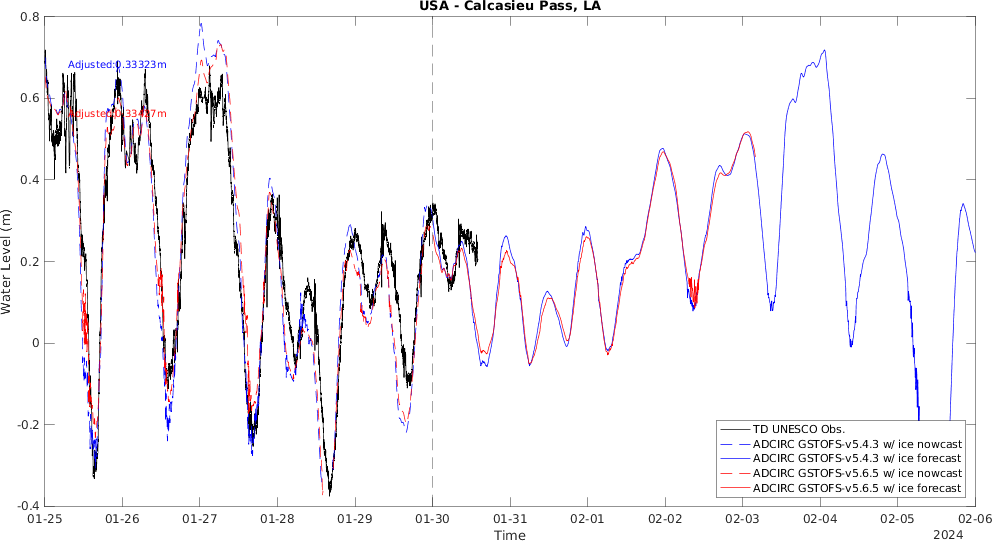 USA - Calcasieu Pass, LA
Water Level (m)
0.8
0.6
0.4
0.2
0
-0.2
-0.4
Adjusted:0.33323m
Adjusted:0.33427m
TD UNESCO Obs.
ADCIRC GSTOFS-v5.4.3 w/ ice nowcast
ADCIRC GSTOFS-v5.4.3 w/ ice forecast
ADCIRC GSTOFS-v5.6.5 w/ ice nowcast
ADCIRC GSTOFS-v5.6.5 w/ ice forecast
01-25 01-26 01-27 01-28 01-29 01-30 01-31 02-01 02-02 02-03 02-04 02-05 02-06
Time
2024